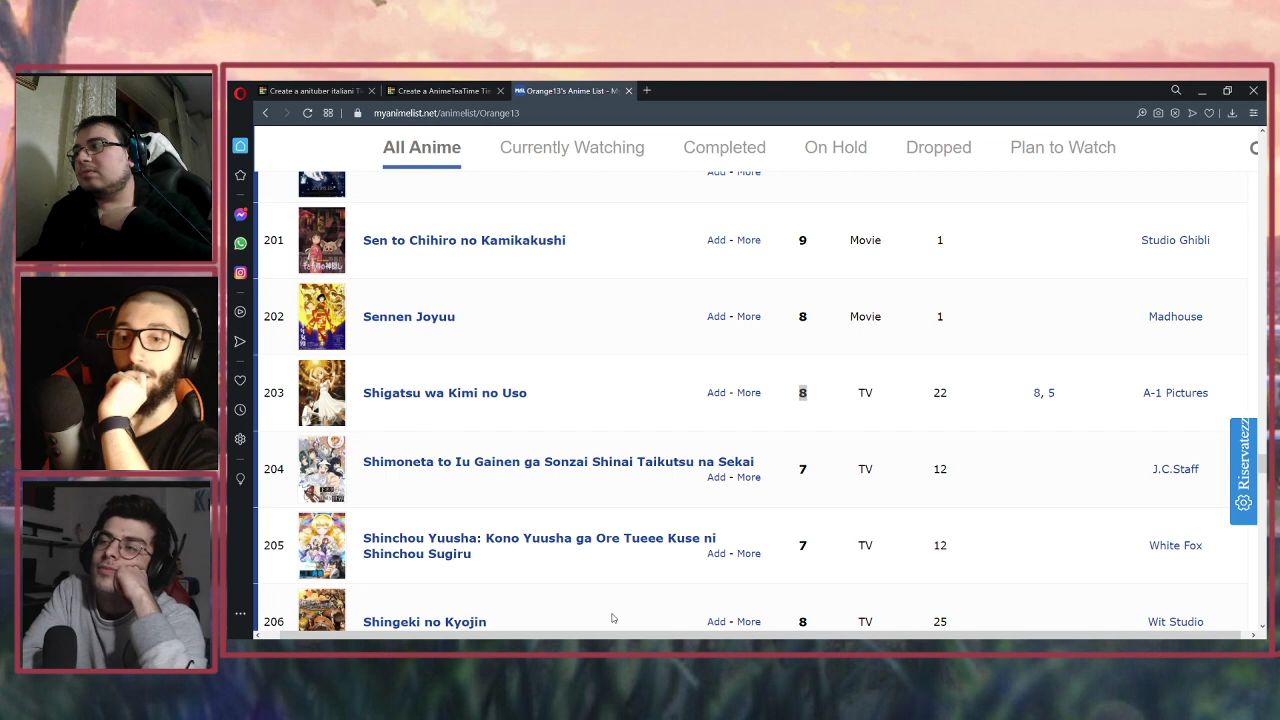 Create a anituber italiani Ti
Create a AnimeTeaTime Tie
MAL Orange13's Anime List - My
myanimelist.net/animelist/Orange13
All Anime Currently Watching Completed On Hold Dropped Plan to Watch
Add - More
201 Sen to Chihiro no Kamikakushi Add - More 9 Movie 1 Studio Ghibli
202 Sennen Joyuu Add - More 8 Movie 1 Madhouse
203 Shigatsu wa Kimi no Uso Add - More 8 TV 22 8, 5 A-1 Pictures
204 Shimoneta to Iu Gainen ga Sonzai Shinai Taikutsu na Sekai
Add - More 7 TV 12 J.C.Staff
205 Shinchou Yuusha: Kono Yuusha ga Ore Tueee Kuse ni
Shinchou Sugiru Add - More 7 TV 12 White Fox
206 Shingeki no Kyojin Add - More 8 TV 25 Wit Studio
Riservatezz